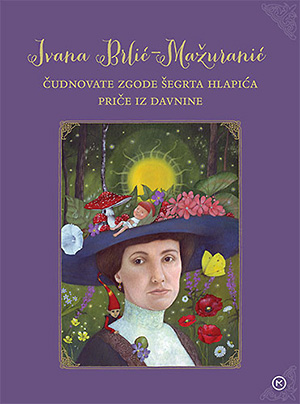 Ivana Brlić-Mažuranić
ČUDNOVATE ZGODE ŠEGRTA HLAPIĆA
PRIČE IZ DAVNINE